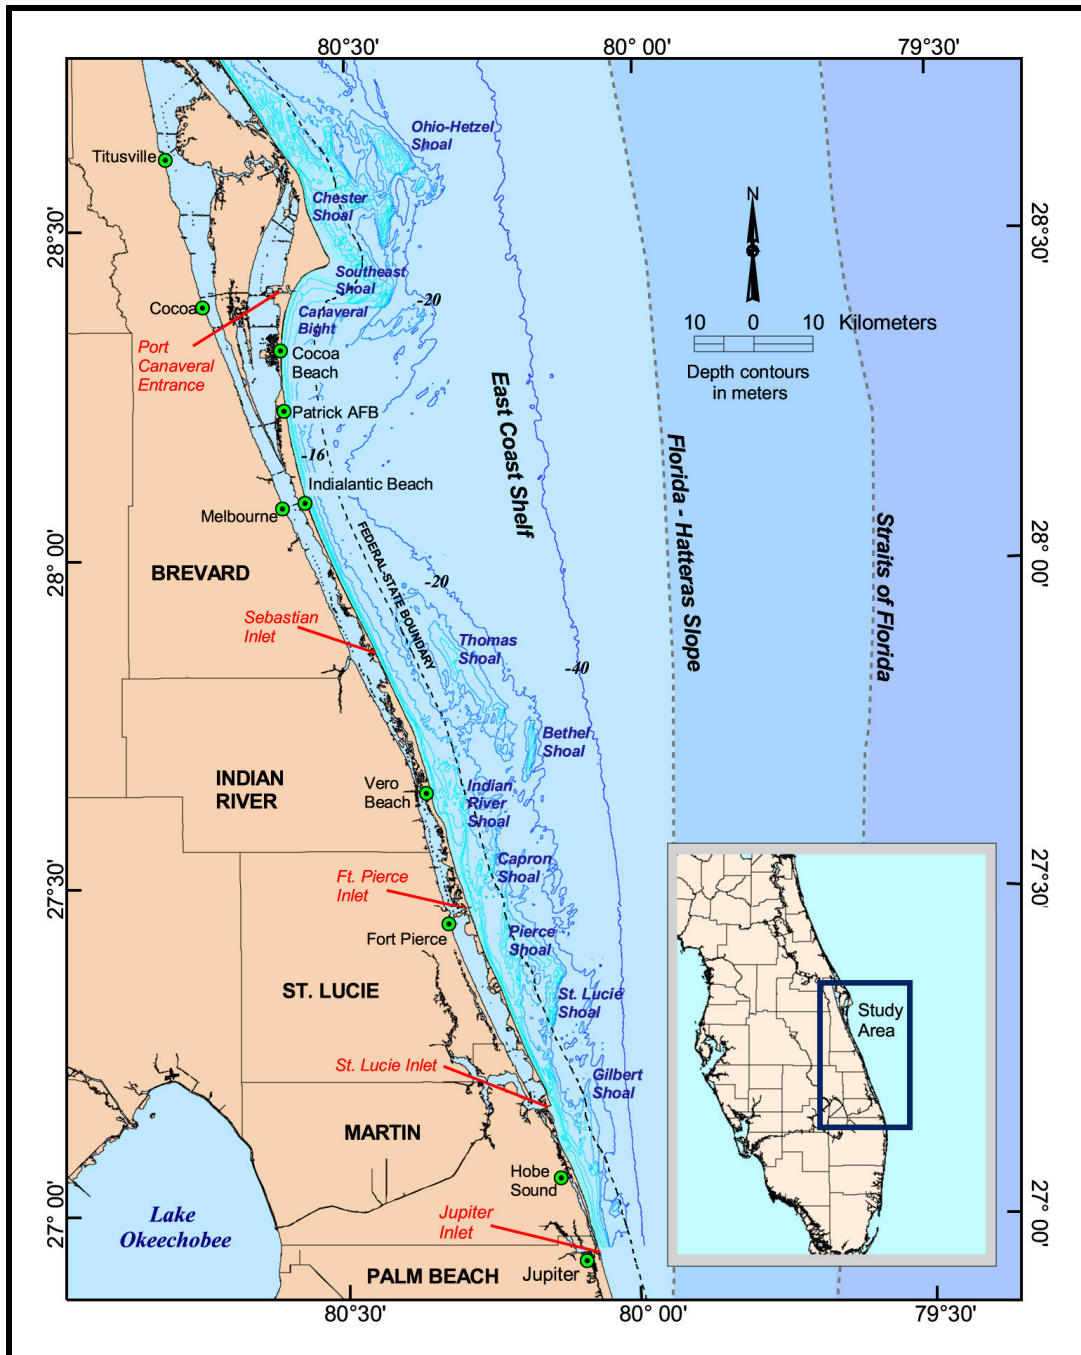 80°30'
80° 00'
79°30'
Ohio-Hetzel
Shoal
Titusville
Chester
Shoal
N
28°30'
28°30'
Southeast
Shoal
-20
Cocoa
Canaveral
Bight
10 0 10 Kilometers
Port
Canaveral
Entrance
Cocoa
Beach
Depth contours
in meters
East Coast Shelf
Patrick AFB
Florida - Hatteras Slope
-16
Indialantic Beach
Melbourne
Straits of Florida
FEDERAL-STATE BOUNDARY
28° 00'
28° 00'
BREVARD
-20
Sebastian
Inlet
Thomas
Shoal
-40
Bethel
Shoal
INDIAN
RIVER
Vero
Beach
Indian
River
Shoal
Capron
Shoal
27°30'
27°30'
Ft. Pierce
Inlet
Fort Pierce
Pierce
Shoal
ST. LUCIE
St. Lucie
Shoal
Study
Area
St. Lucie Inlet
Gilbert
Shoal
MARTIN
Hobe
Sound
27° 00'
27° 00'
Lake
Okeechobee
Jupiter
Inlet
PALM BEACH
Jupiter
80°30'
80° 00'
79°30'